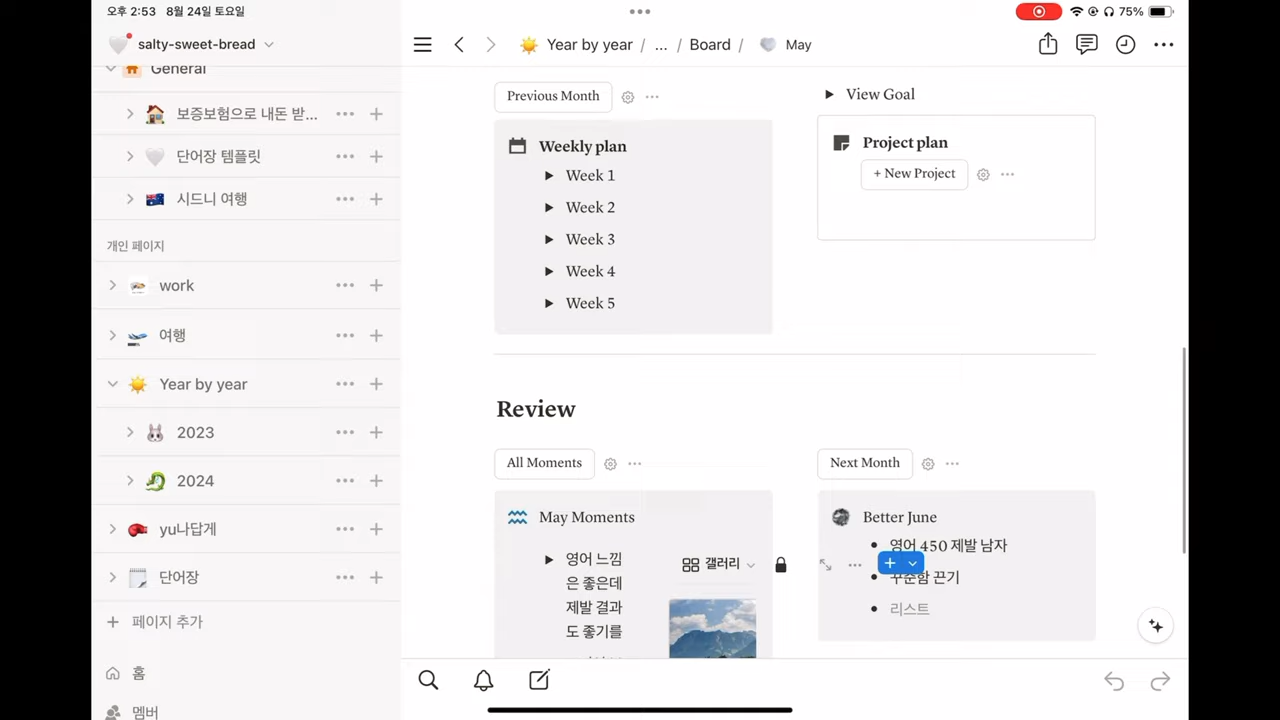 오후 2:53 8월 24일 토요일
75%
salty-sweet-bread
General
보증보험으로 내돈 받...
단어장 템플릿
시드니 여행
개인 페이지
work
여행
Year by year
2023
2024
yu나답게
단어장
페이지 추가
홈
멤버
Year by year / ... / Board / May
Previous Month
Weekly plan
Week 1
Week 2
Week 3
Week 4
Week 5
View Goal
Project plan
+ New Project
Review
All Moments
May Moments
영어 느낌
은 좋은데
제발 결과
도 좋기를
갤러리
Next Month
Better June
영어 450 제발 남자
꾸준함 끈기
리스트